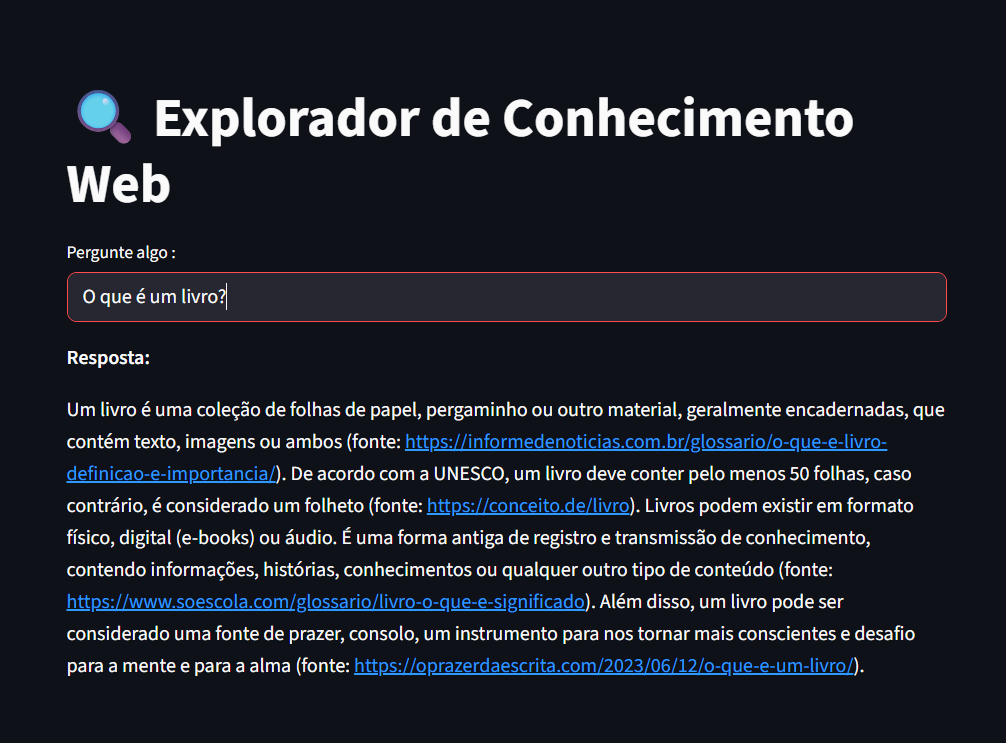 Explorador de Conhecimento
Web
Pergunte algo :
O que é um livro?
Resposta:
Um livro é uma coleção de folhas de papel, pergaminho ou outro material, geralmente encadernadas, que
contém texto, imagens ou ambos (fonte: https://informedenoticias.com.br/glossario/o-que-e-livro-
definicao-e-importancia/). De acordo com a UNESCO, um livro deve conter pelo menos 50 folhas, caso
contrário, é considerado um folheto (fonte: https://conceito.de/livro). Livros podem existir em formato
físico, digital (e-books) ou áudio. É uma forma antiga de registro e transmissão de conhecimento,
contendo informações, histórias, conhecimentos ou qualquer outro tipo de conteúdo (fonte:
https://www.soescola.com/glossario/livro-o-que-e-significado). Além disso, um livro pode ser
considerado uma fonte de prazer, consolo, um instrumento para nos tornar mais conscientes e desafio
para a mente e para a alma (fonte: https://oprazerdaescrita.com/2023/06/12/o-que-e-um-livro/).